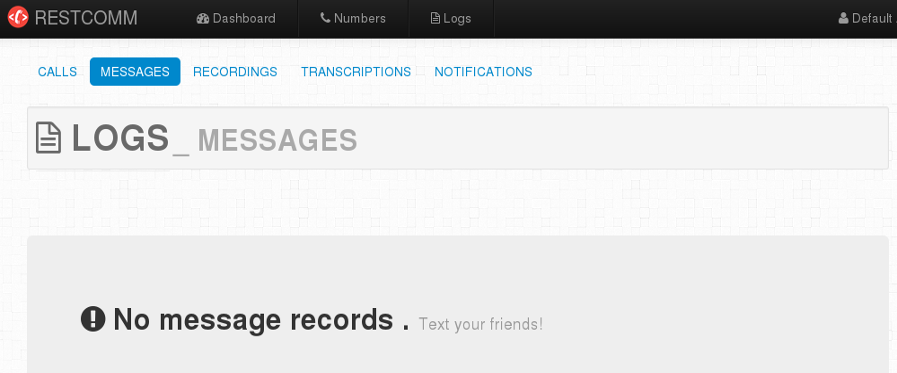 RESTCOMM Dashboard Numbers Logs Default
CALLS MESSAGES RECORDINGS TRANSCRIPTIONS NOTIFICATIONS
LOGS_ MESSAGES
No message records . Text your friends!